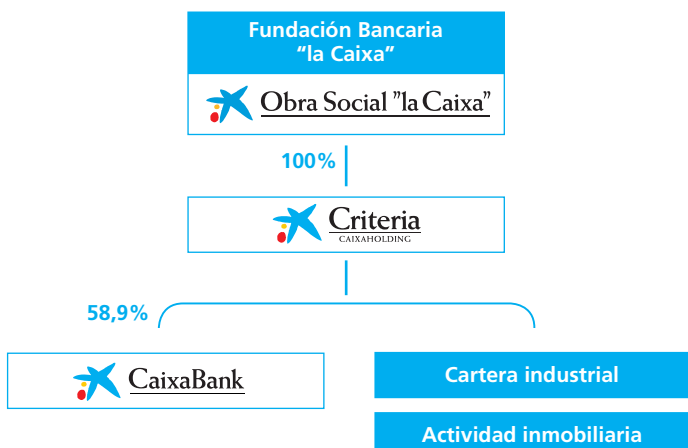 Fundación Bancaria
“la Caixa”
Obra Social ”la Caixa”
100%
Criteria
CAIXAHOLDING
58,9%
CaixaBank
Cartera industrial
Actividad inmobiliaria